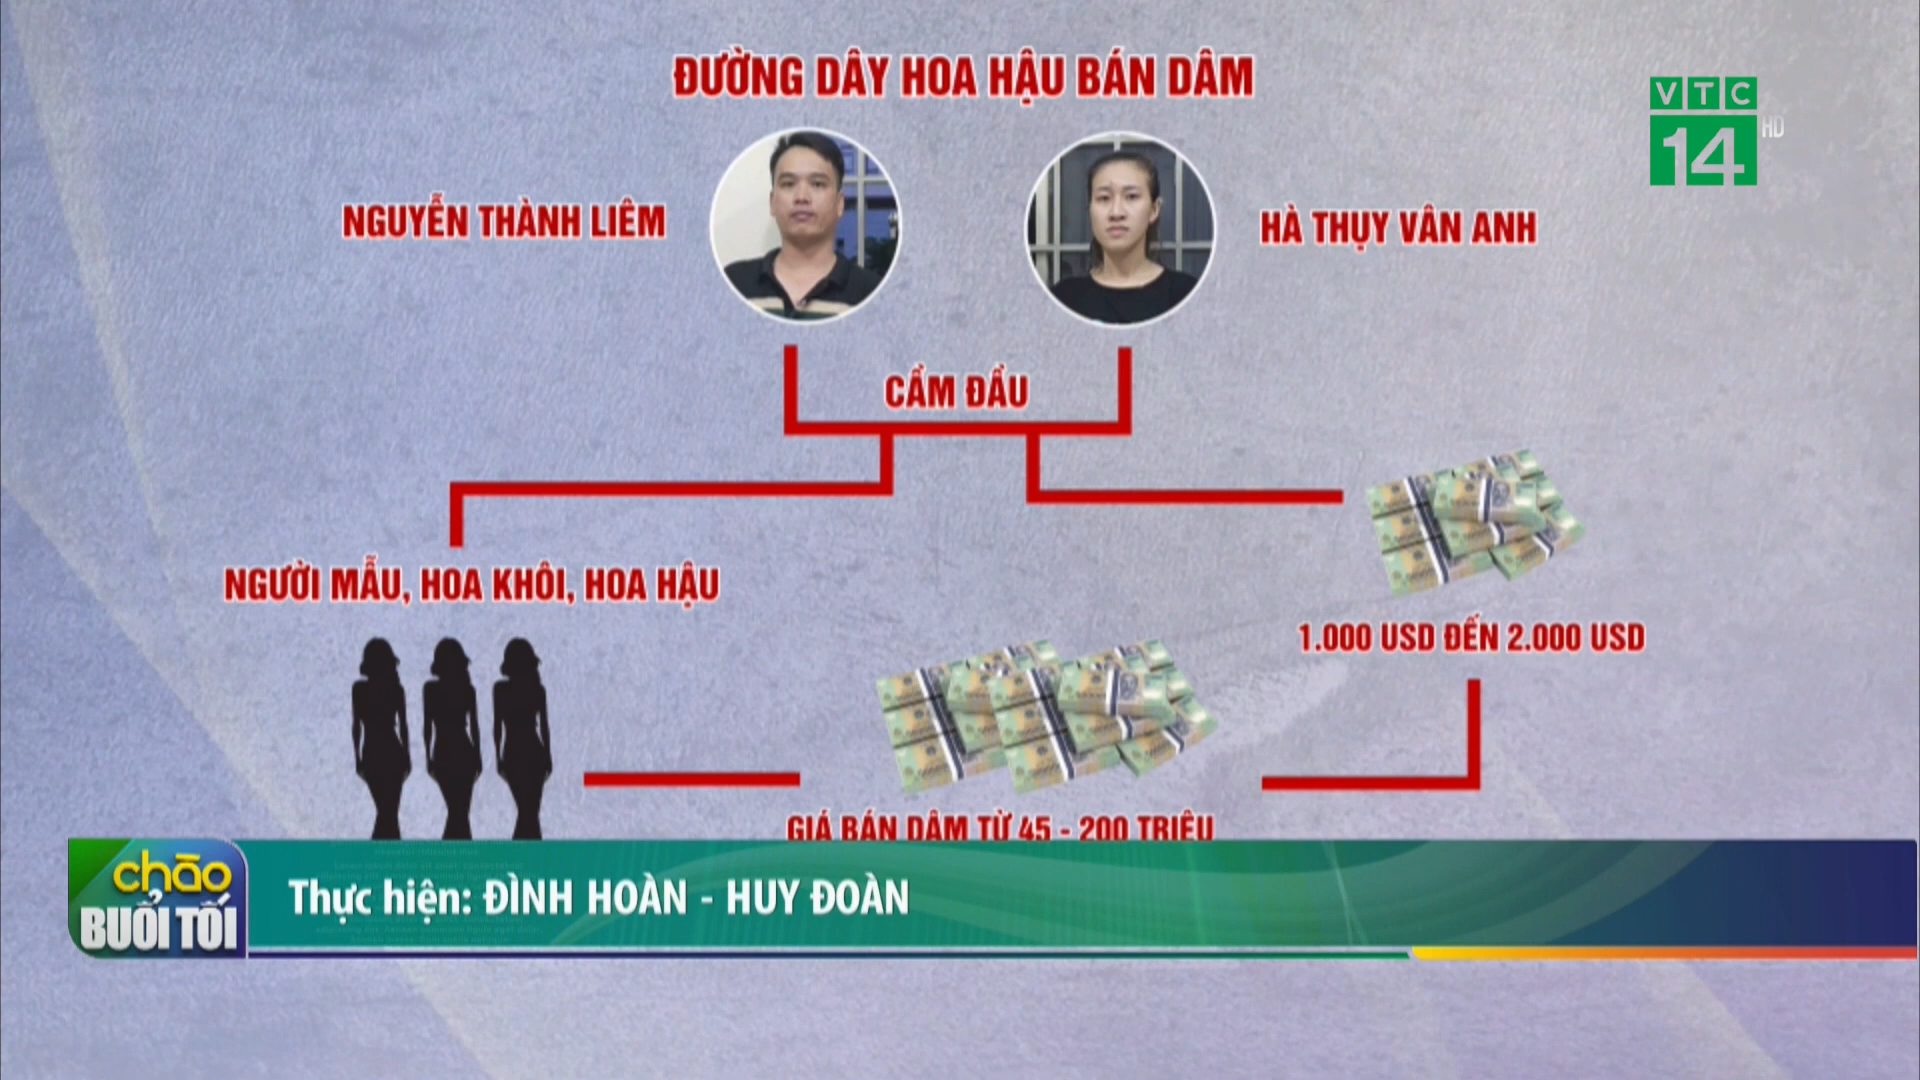 ĐƯỜNG DÂY HOA HẬU BÁN DÂM
VTC
14 HD
NGUYỄN THÀNH LIÊM
HÀ THỤY VÂN ANH
CẦM ĐẦU
NGƯỜI MẪU, HOA KHÔI, HOA HẬU
1.000 USD ĐẾN 2.000 USD
GIÁ BÁN DÂM TỪ 45 - 200 TRIỆU
chào
BUỔI TỐI
Thực hiện: ĐÌNH HOÀN - HUY ĐOÀN